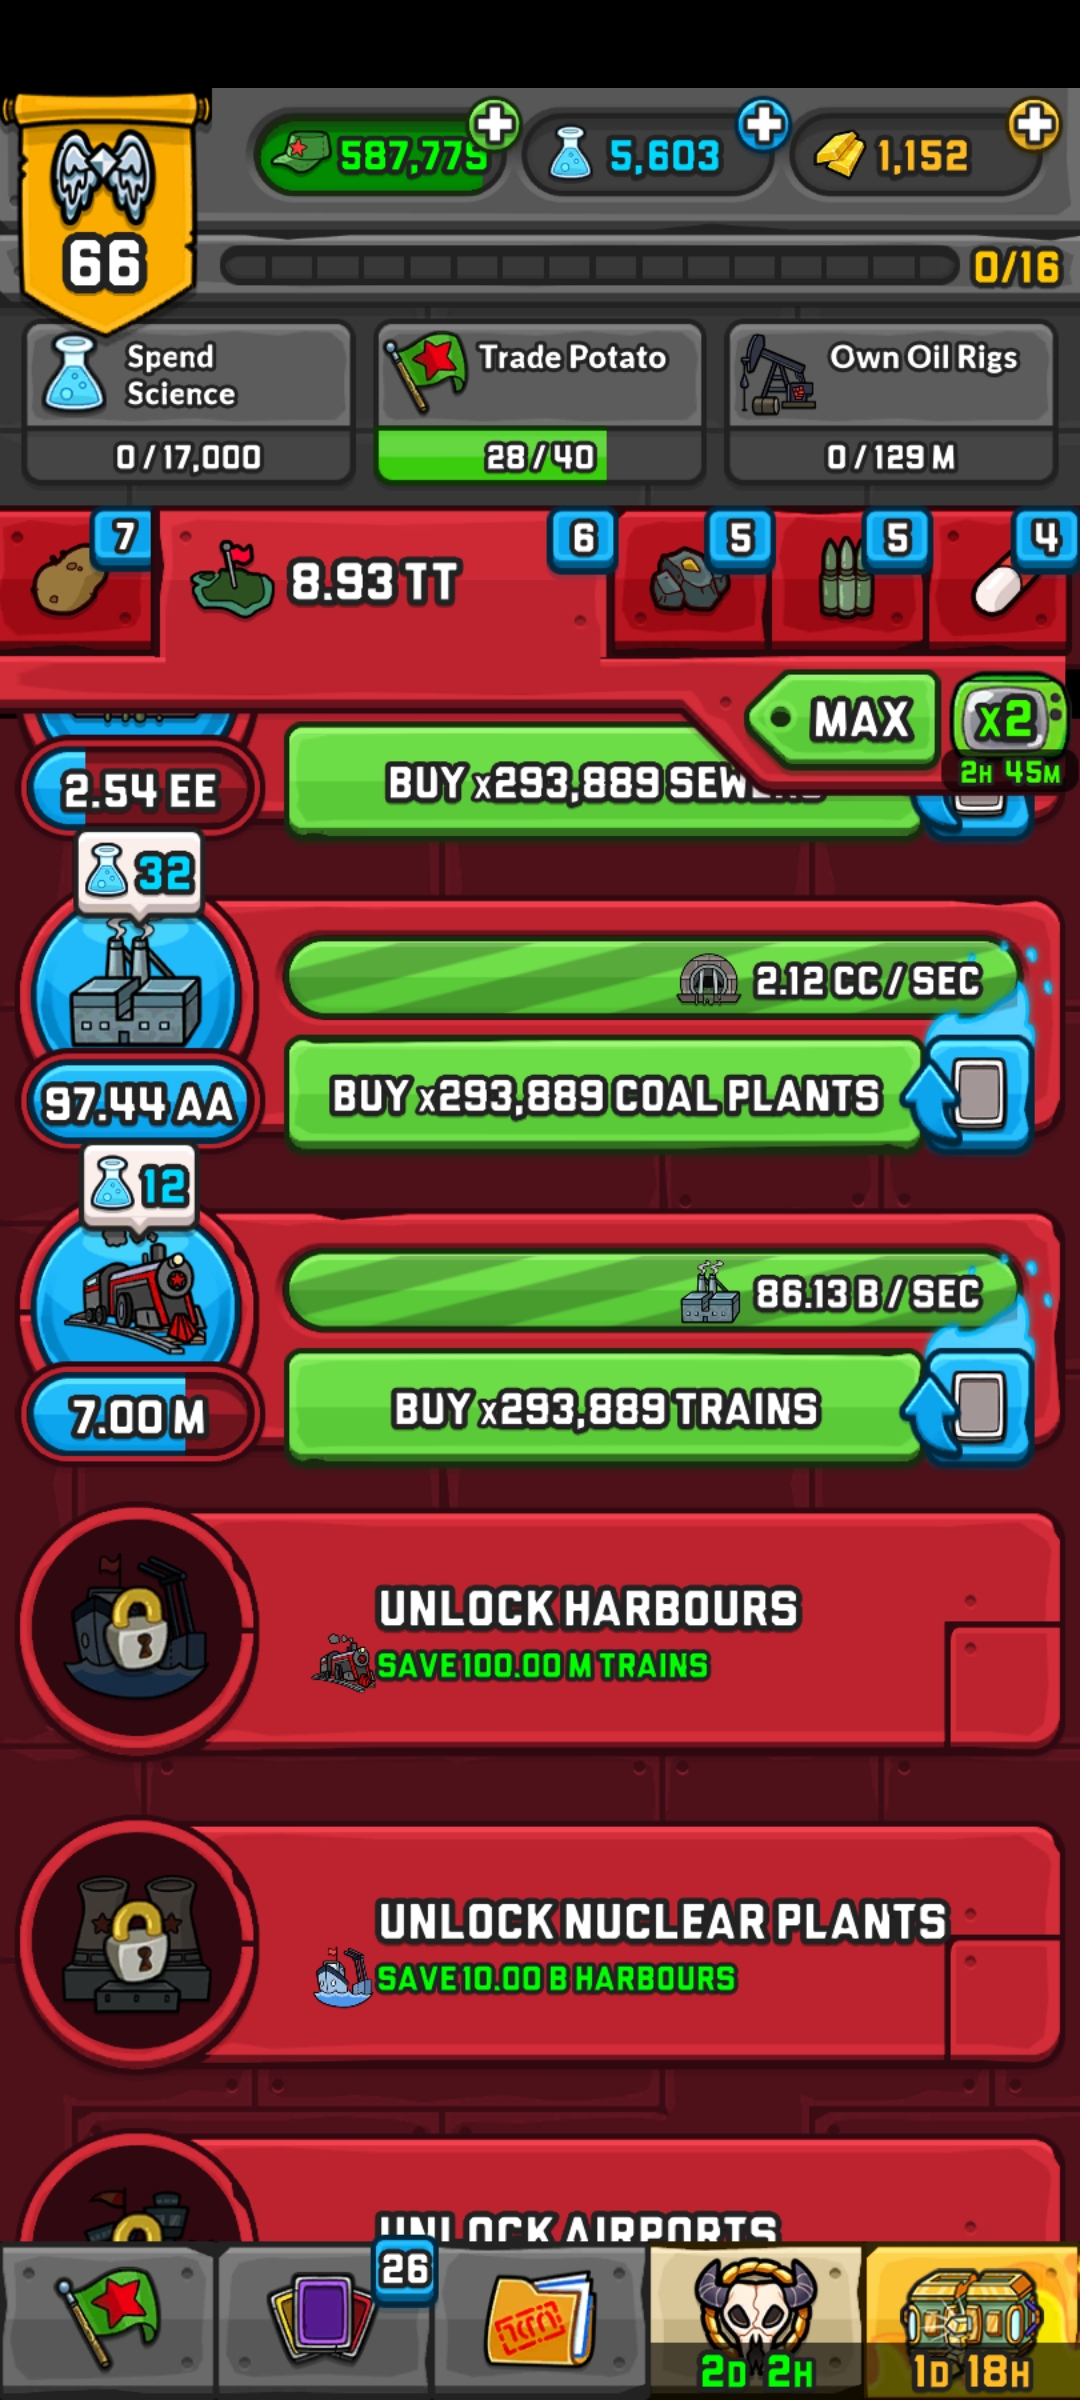 587,775
5,603
1,152
66
0/16
Spend
Science
0/17,000
Trade Potato
28/40
Own Oil Rigs
0/129 M
7
8.93 TT
6
5
5
4
MAX
X2
2H 45M
2.54 EE
BUY x293,889
32
2.12 CC / SEC
97.44 AA
BUY x293,889 COAL PLANTS
12
86.13 B / SEC
7.00 M
BUY x293,889 TRAINS
UNLOCK HARBOURS
SAVE 100.00 M TRAINS
UNLOCK NUCLEAR PLANTS
SAVE 10.00 B HARBOURS
UNLOCK AIRPORTS
26
2D 2H
1D 18H